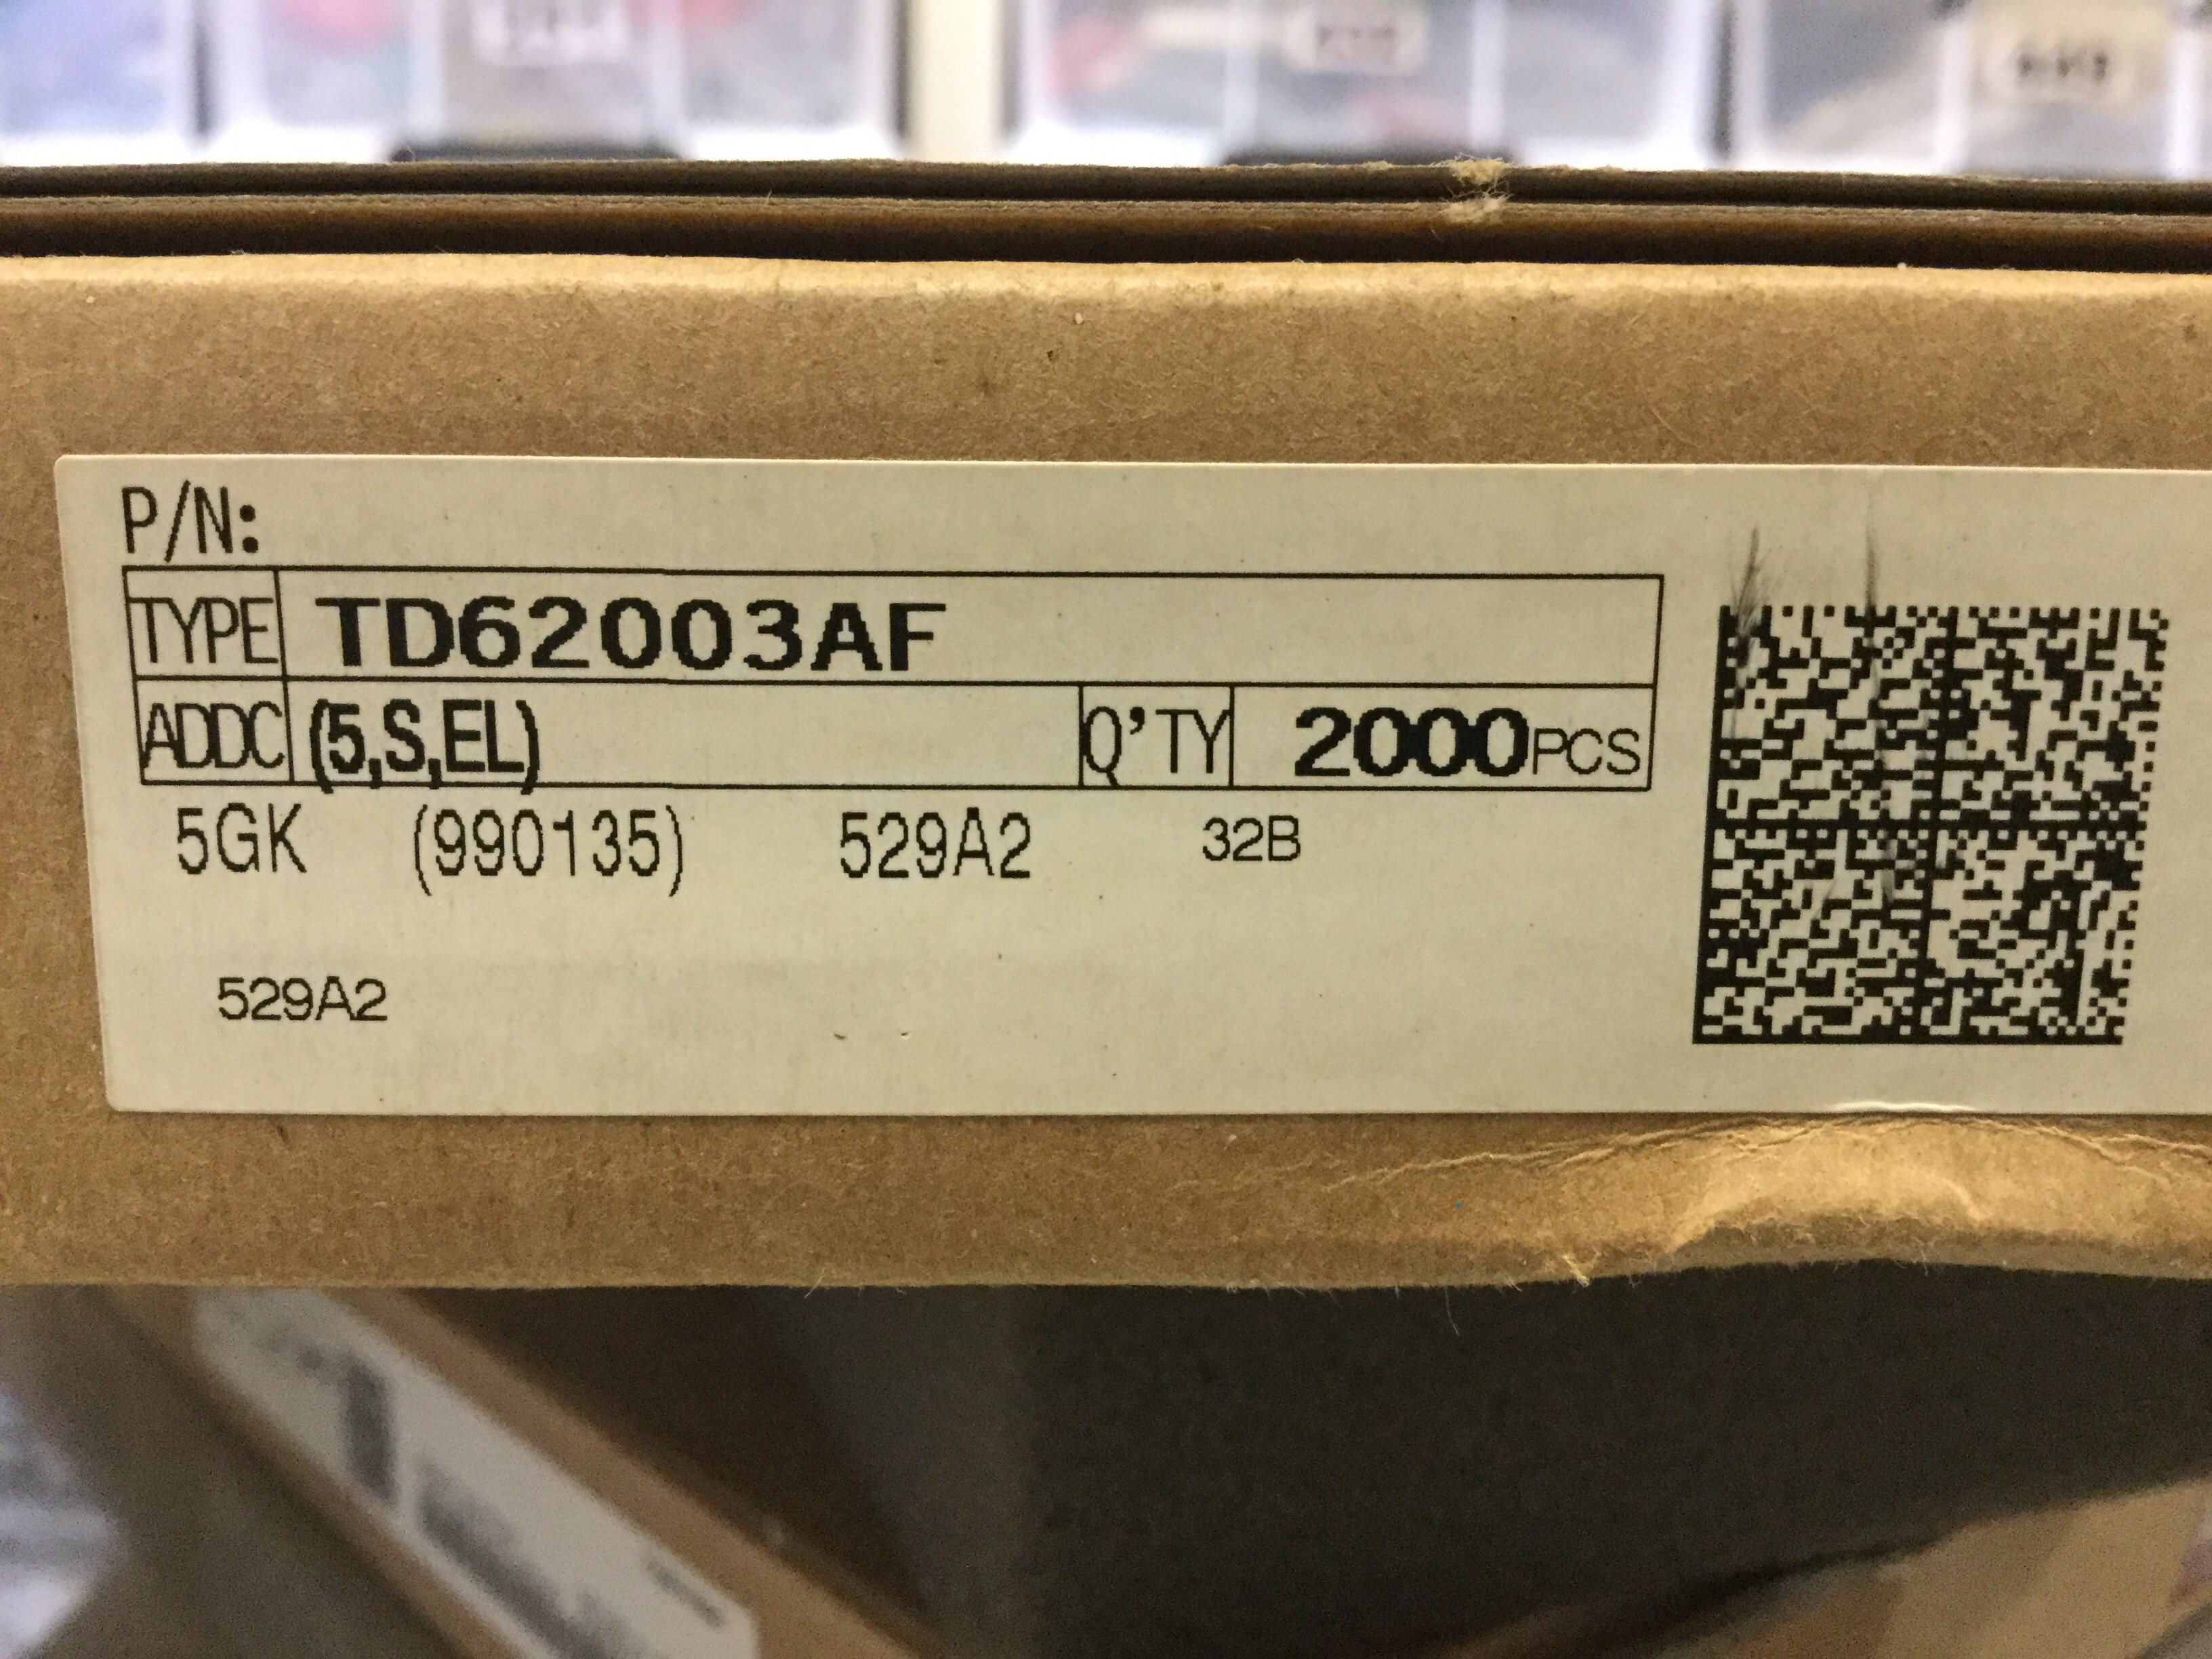 P/N:
TYPE TD62003AF
ADDC (5,S,EL) Q'TY 2000PCS
5GK (990135) 529A2 32B
529A2